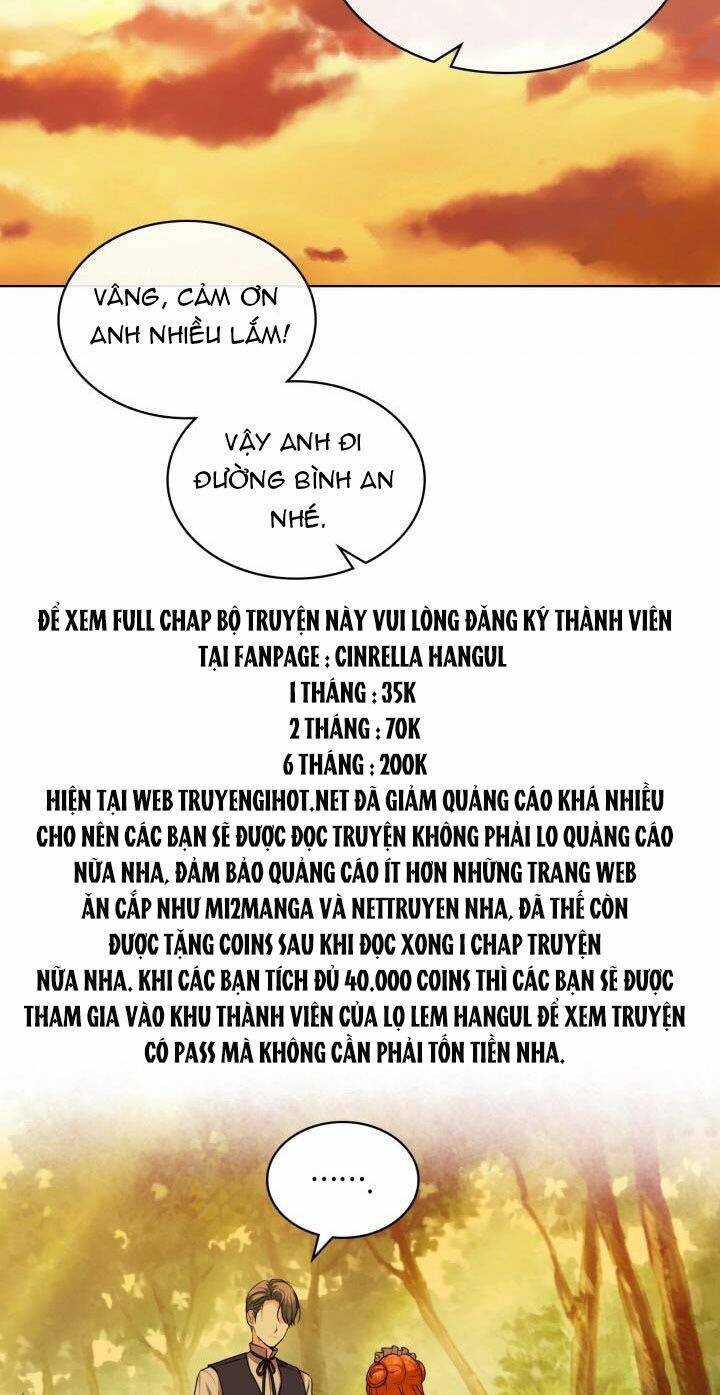 VÂNG, CẢM ƠN
ANH NHIỀU LẮM!
VẬY ANH ĐI
ĐƯỜNG BÌNH AN
NHÉ.
ĐỂ XEM FULL CHAP BỘ TRUYỆN NÀY VUI LÒNG ĐĂNG KÝ THÀNH VIÊN
TẠI FANPAGE : CINRELLA HANGUL
1 THÁNG : 35K
2 THÁNG : 70K
6 THÁNG : 200K
HIỆN TẠI WEB TRUYENGIHOT.NET ĐÃ GIẢM QUẢNG CÁO KHÁ NHIỀU
CHO NÊN CÁC BẠN SẼ ĐƯỢC ĐỌC TRUYỆN KHÔNG PHẢI LO QUẢNG CÁO
NỮA NHA, ĐẢM BẢO QUẢNG CÁO ÍT HƠN NHỮNG TRANG WEB
ĂN CẮP NHƯ MI2MANGA VÀ NETTRUYEN NHA, ĐÃ THẾ CÒN
ĐƯỢC TẶNG COINS SAU KHI ĐỌC XONG 1 CHAP TRUYỆN
NỮA NHA. KHI CÁC BẠN TÍCH ĐỦ 40.000 COINS THÌ CÁC BẠN SẼ ĐƯỢC
THAM GIA VÀO KHU THÀNH VIÊN CỦA LỌ LEM HANGUL ĐỂ XEM TRUYỆN
CÓ PASS MÀ KHÔNG CẦN PHẢI TỐN TIỀN NHA.
.......